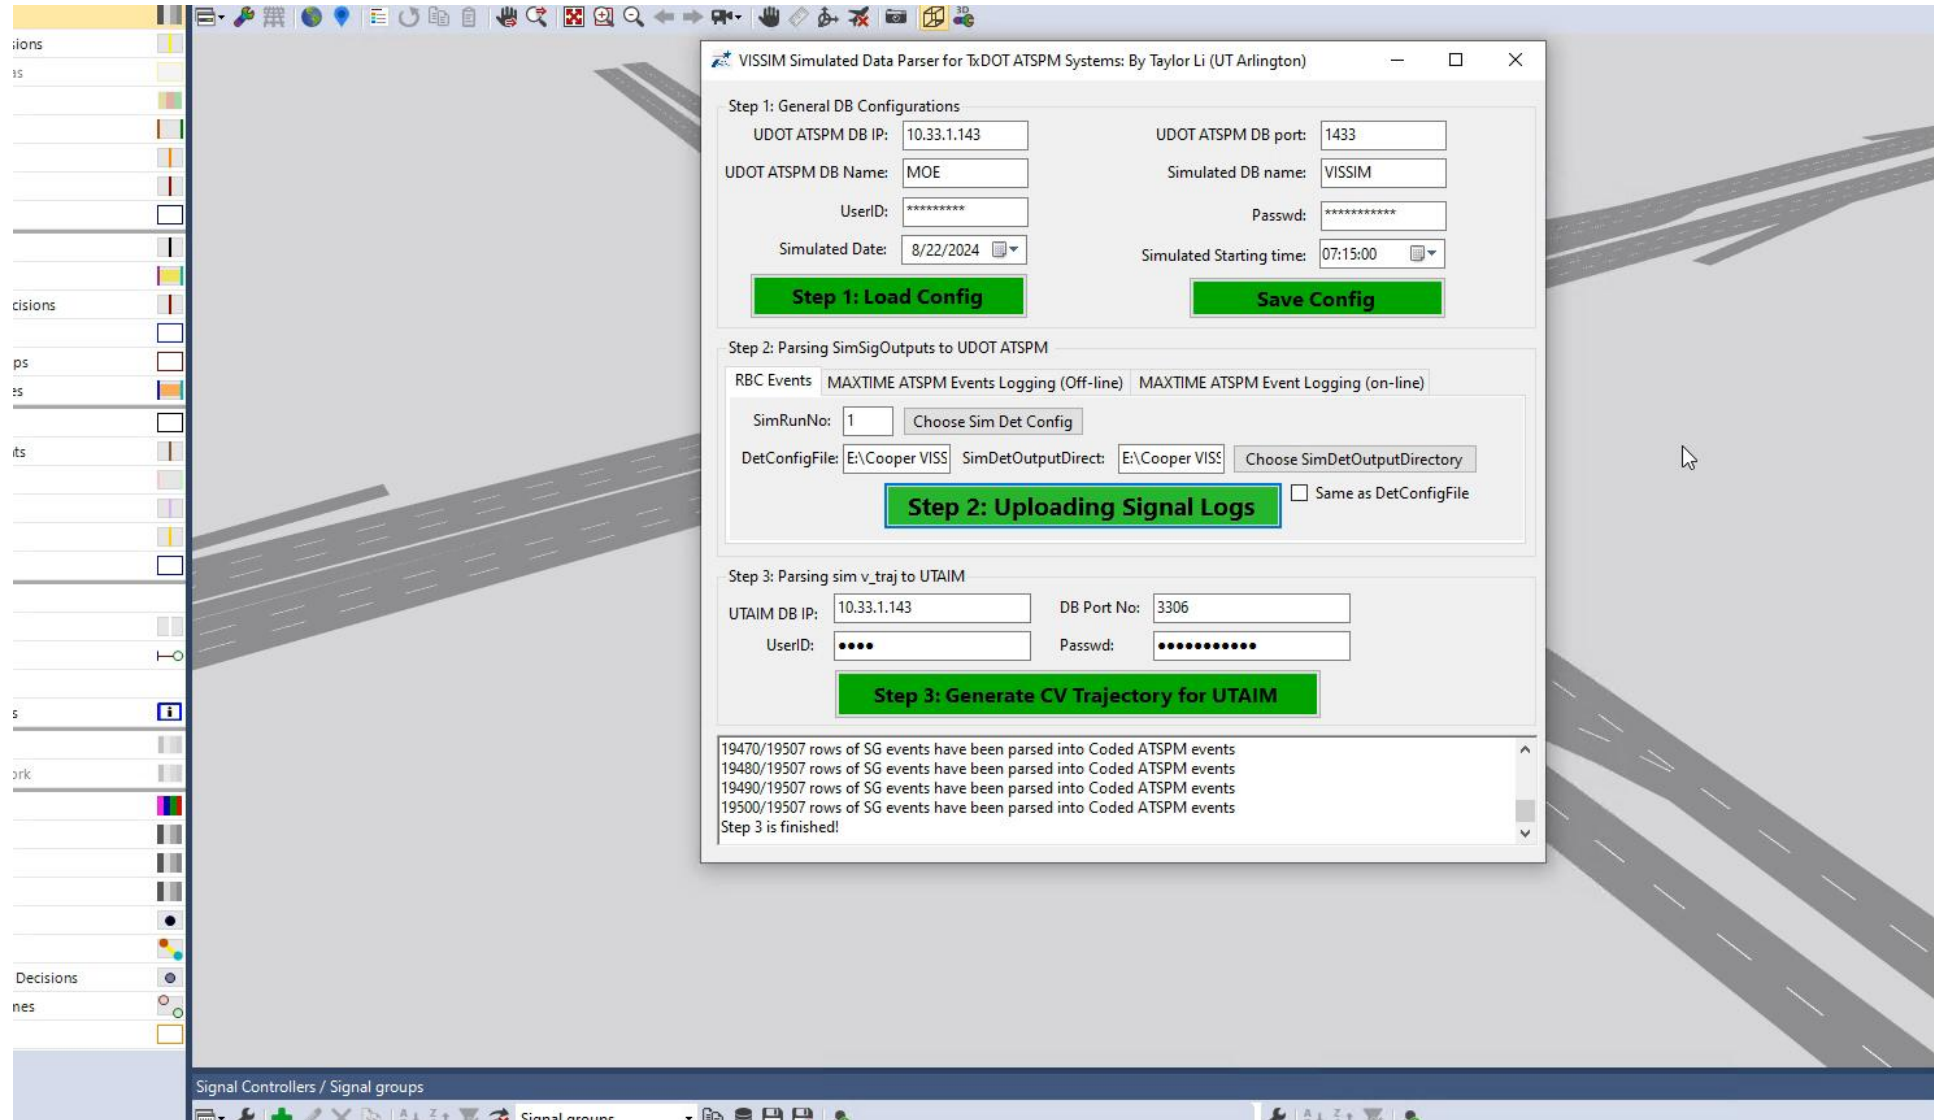 3D
sions
as
cisions
ps
es
ts
s
ork
Decisions
nes
VISSIM Simulated Data Parser for TxDOT ATSPM Systems: By Taylor Li (UT Arlington)
Step 1: General DB Configurations
UDOT ATSPM DB IP: 10.33.1.143 UDOT ATSPM DB port: 1433
UDOT ATSPM DB Name: MOE Simulated DB name: VISSIM
UserID: ********* Passwd: ***********
Simulated Date: 8/22/2024 Simulated Starting time: 07:15:00
Step 1: Load Config Save Config
Step 2: Parsing SimSigOutputs to UDOT ATSPM
RBC Events MAXTIME ATSPM Events Logging (Off-line) MAXTIME ATSPM Event Logging (on-line)
SimRunNo: 1 Choose Sim Det Config
DetConfigFile: E:\Cooper VISS SimDetOutputDirect: E:\Cooper VISS Choose SimDetOutputDirectory
Step 2: Uploading Signal Logs Same as DetConfigFile
Step 3: Parsing sim v_traj to UTAIM
UTAIM DB IP: 10.33.1.143 DB Port No: 3306
UserID: ●●●● Passwd: ●●●●●●●●●●●
Step 3: Generate CV Trajectory for UTAIM
19470/19507 rows of SG events have been parsed into Coded ATSPM events
19480/19507 rows of SG events have been parsed into Coded ATSPM events
19490/19507 rows of SG events have been parsed into Coded ATSPM events
19500/19507 rows of SG events have been parsed into Coded ATSPM events
Step 3 is finished!
Signal Controllers / Signal groups
Signal groups